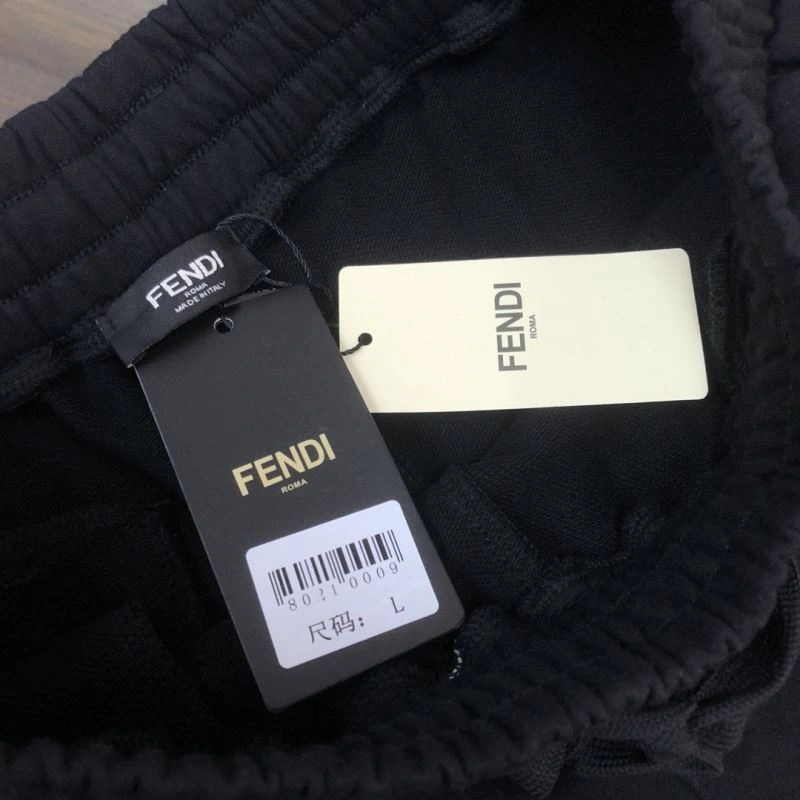 FENDI
ROMA
MADE IN ITALY
FENDI
ROMA
FENDI
ROMA
80210009
尺码: L